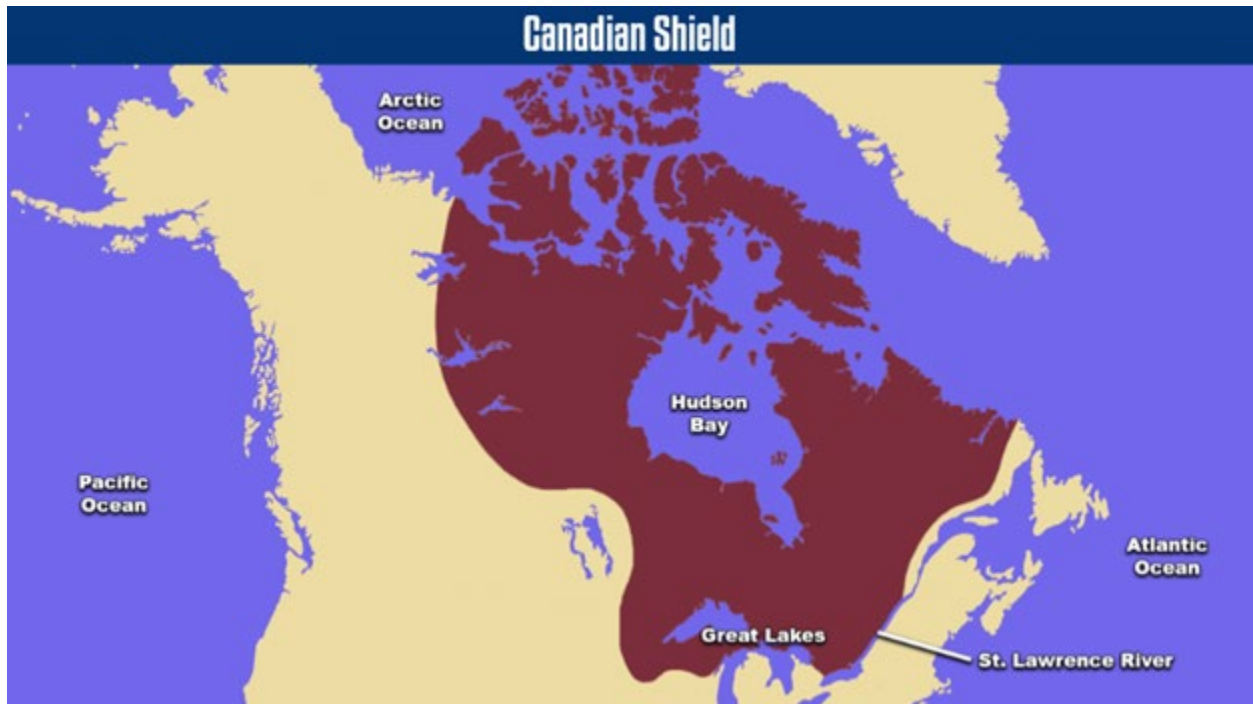 Canadian Shield
Arctic
Ocean
Hudson
Bay
Pacific
Ocean
Atlantic
Ocean
Great Lakes
St. Lawrence River